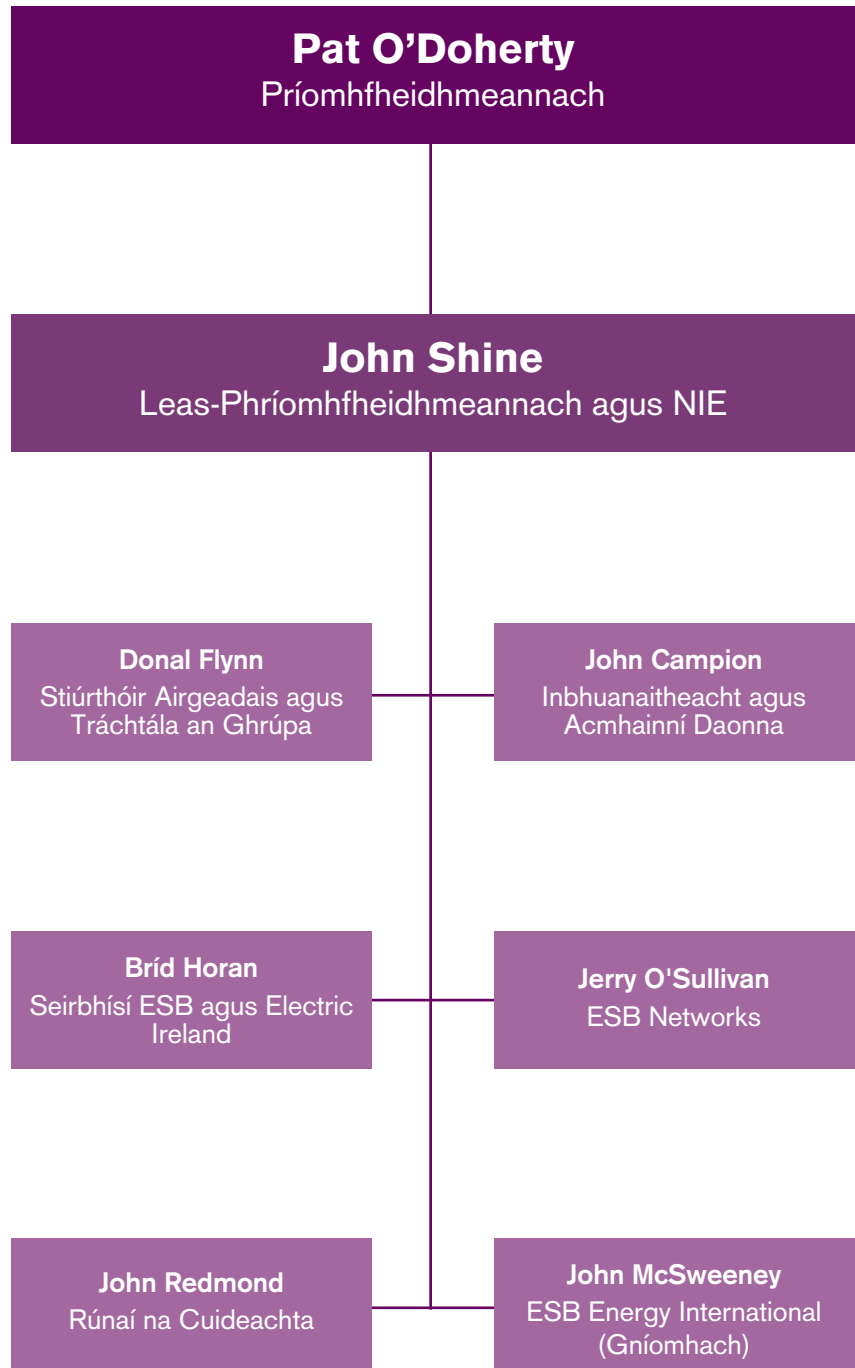 Pat O’Doherty
Príomhfheidhmeannach
John Shine
Leas-Phríomhfheidhmeannach agus NIE
Donal Flynn
Stiúrthóir Airgeadais agus
Tráchtála an Ghrúpa
John Campion
Inbhuanaitheacht agus
Acmhainní Daonna
Bríd Horan
Seirbhísí ESB agus Electric
Ireland
Jerry O'Sullivan
ESB Networks
John Redmond
Rúnaí na Cuideachta
John McSweeney
ESB Energy International
(Gníomhach)